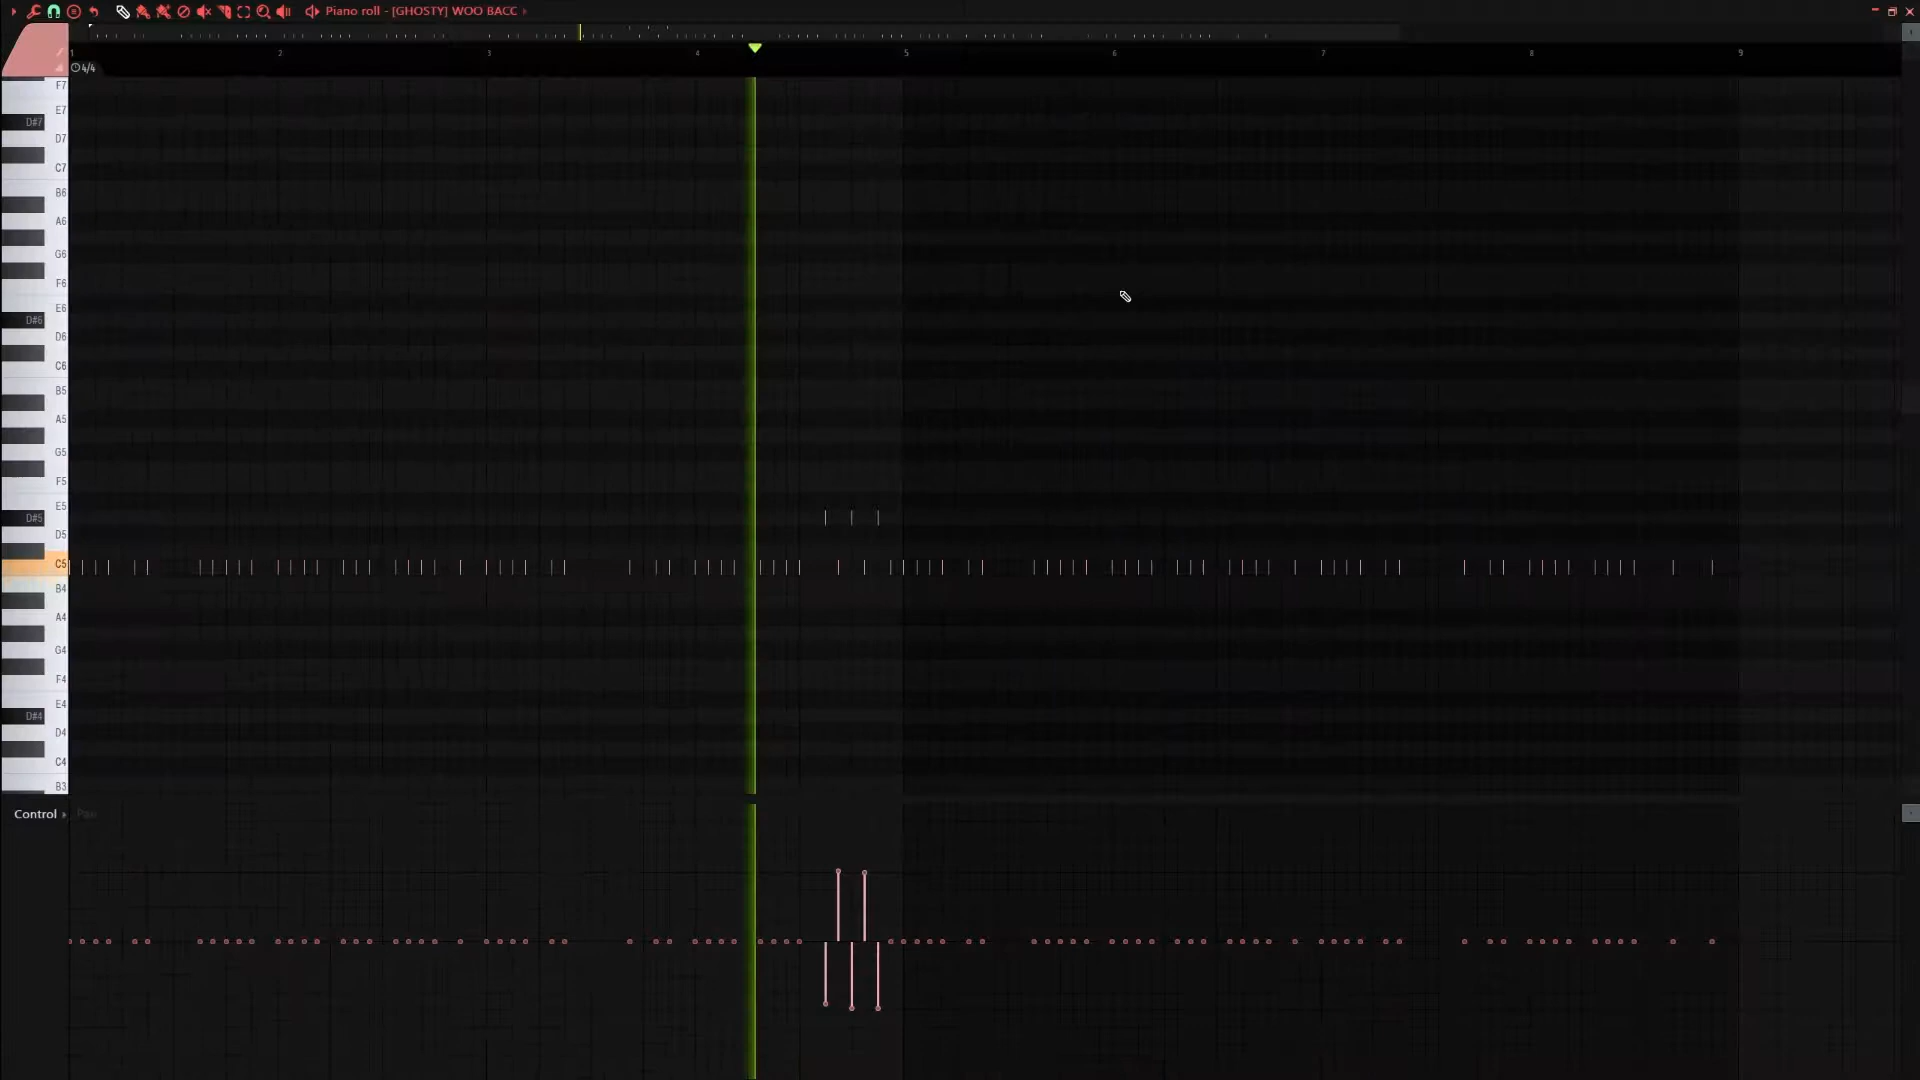 Piano roll - [GHOSTY] WOO BACC
1 2 3 4 5 6 7 8 9
4/4
F7
E7
D#7
D7
C7
B6
A6
G6
F6
E6
D#6
D6
C6
B5
A5
G5
F5
E5
D#5
D5
C5
B4
A4
G4
F4
E4
D#4
D4
C4
B3
Control
Pan